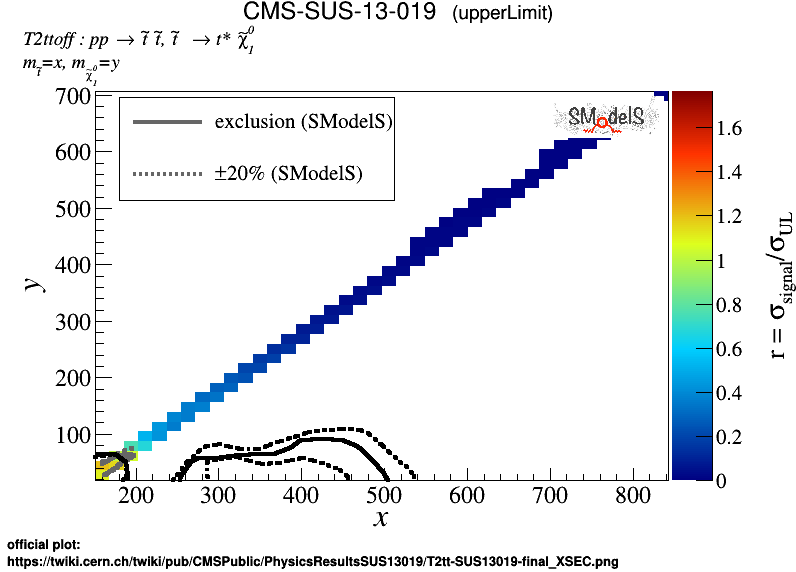 CMS-SUS-13-019 (upperLimit)
T2ttoff : pp → t̃ t̃, t̃ → t* χ̃⁰₁
m_t̃=x, m_χ̃⁰₁=y
exclusion (SModelS)
±20% (SModelS)
SModelS
700
600
500
400
300
200
100
y
200 300 400 500 600 700 800
x
1.6
1.4
1.2
1
0.8
0.6
0.4
0.2
0
r = σ_signal/σ_UL
official plot:
https://twiki.cern.ch/twiki/pub/CMSPublic/PhysicsResultsSUS13019/T2tt-SUS13019-final_XSEC.png